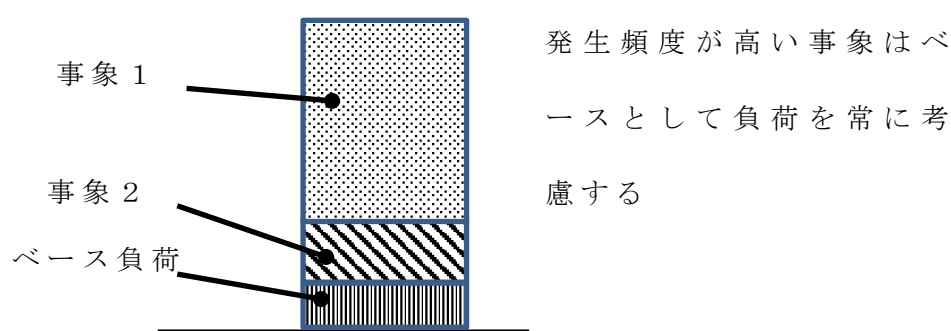 事象１
事象２
ベース負荷
発生頻度が高い事象はベ
ースとして負荷を常に考
慮する